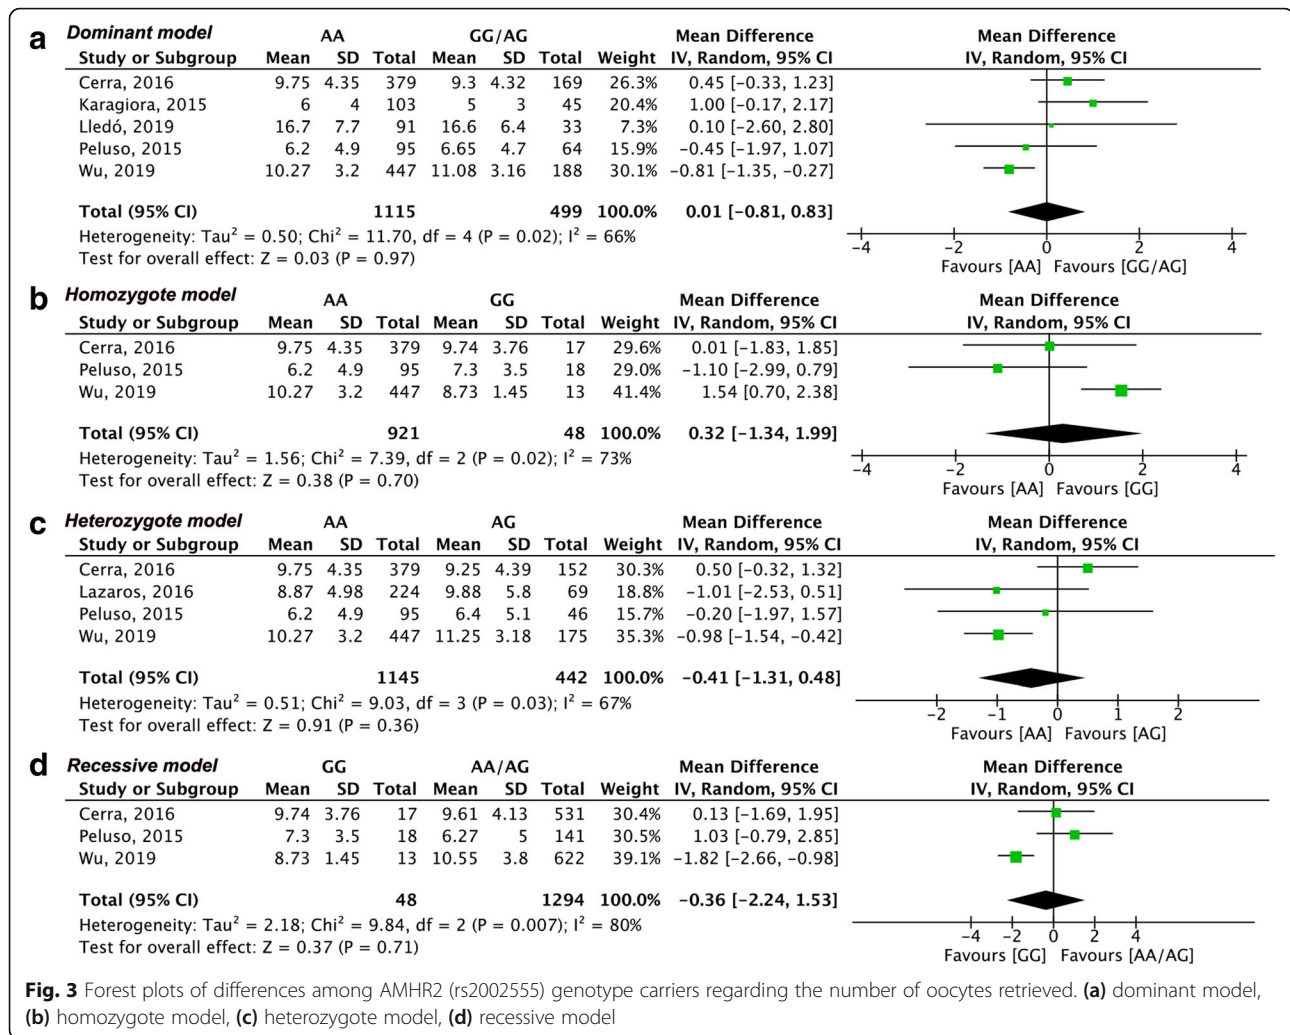 a Dominant model AA GG/AG Mean Difference Mean Difference
Study or Subgroup Mean SD Total Mean SD Total Weight IV, Random, 95% CI IV, Random, 95% CI
Cerra, 2016 9.75 4.35 379 9.3 4.32 169 26.3% 0.45 [−0.33, 1.23]
Karagiora, 2015 6 4 103 5 3 45 20.4% 1.00 [−0.17, 2.17]
Lledó, 2019 16.7 7.7 91 16.6 6.4 33 7.3% 0.10 [−2.60, 2.80]
Peluso, 2015 6.2 4.9 95 6.65 4.7 64 15.9% −0.45 [−1.97, 1.07]
Wu, 2019 10.27 3.2 447 11.08 3.16 188 30.1% −0.81 [−1.35, −0.27]
Total (95% CI) 1115 499 100.0% 0.01 [−0.81, 0.83]
Heterogeneity: Tau² = 0.50; Chi² = 11.70, df = 4 (P = 0.02); I² = 66%
Test for overall effect: Z = 0.03 (P = 0.97)
−4 −2 0 2 4
Favours [AA] Favours [GG/AG]
b Homozygote model AA GG Mean Difference Mean Difference
Study or Subgroup Mean SD Total Mean SD Total Weight IV, Random, 95% CI IV, Random, 95% CI
Cerra, 2016 9.75 4.35 379 9.74 3.76 17 29.6% 0.01 [−1.83, 1.85]
Peluso, 2015 6.2 4.9 95 7.3 3.5 18 29.0% −1.10 [−2.99, 0.79]
Wu, 2019 10.27 3.2 447 8.73 1.45 13 41.4% 1.54 [0.70, 2.38]
Total (95% CI) 921 48 100.0% 0.32 [−1.34, 1.99]
Heterogeneity: Tau² = 1.56; Chi² = 7.39, df = 2 (P = 0.02); I² = 73%
Test for overall effect: Z = 0.38 (P = 0.70)
−4 −2 0 2 4
Favours [AA] Favours [GG]
c Heterozygote model AA AG Mean Difference Mean Difference
Study or Subgroup Mean SD Total Mean SD Total Weight IV, Random, 95% CI IV, Random, 95% CI
Cerra, 2016 9.75 4.35 379 9.25 4.39 152 30.3% 0.50 [−0.32, 1.32]
Lazaros, 2016 8.87 4.98 224 9.88 5.8 69 18.8% −1.01 [−2.53, 0.51]
Peluso, 2015 6.2 4.9 95 6.4 5.1 46 15.7% −0.20 [−1.97, 1.57]
Wu, 2019 10.27 3.2 447 11.25 3.18 175 35.3% −0.98 [−1.54, −0.42]
Total (95% CI) 1145 442 100.0% −0.41 [−1.31, 0.48]
Heterogeneity: Tau² = 0.51; Chi² = 9.03, df = 3 (P = 0.03); I² = 67%
Test for overall effect: Z = 0.91 (P = 0.36)
−2 −1 0 1 2
Favours [AA] Favours [AG]
d Recessive model GG AA/AG Mean Difference Mean Difference
Study or Subgroup Mean SD Total Mean SD Total Weight IV, Random, 95% CI IV, Random, 95% CI
Cerra, 2016 9.74 3.76 17 9.61 4.13 531 30.4% 0.13 [−1.69, 1.95]
Peluso, 2015 7.3 3.5 18 6.27 5 141 30.5% 1.03 [−0.79, 2.85]
Wu, 2019 8.73 1.45 13 10.55 3.8 622 39.1% −1.82 [−2.66, −0.98]
Total (95% CI) 48 1294 100.0% −0.36 [−2.24, 1.53]
Heterogeneity: Tau² = 2.18; Chi² = 9.84, df = 2 (P = 0.007); I² = 80%
Test for overall effect: Z = 0.37 (P = 0.71)
−4 −2 0 2 4
Favours [GG] Favours [AA/AG]
Fig. 3 Forest plots of differences among AMHR2 (rs2002555) genotype carriers regarding the number of oocytes retrieved. (a) dominant model,
(b) homozygote model, (c) heterozygote model, (d) recessive model